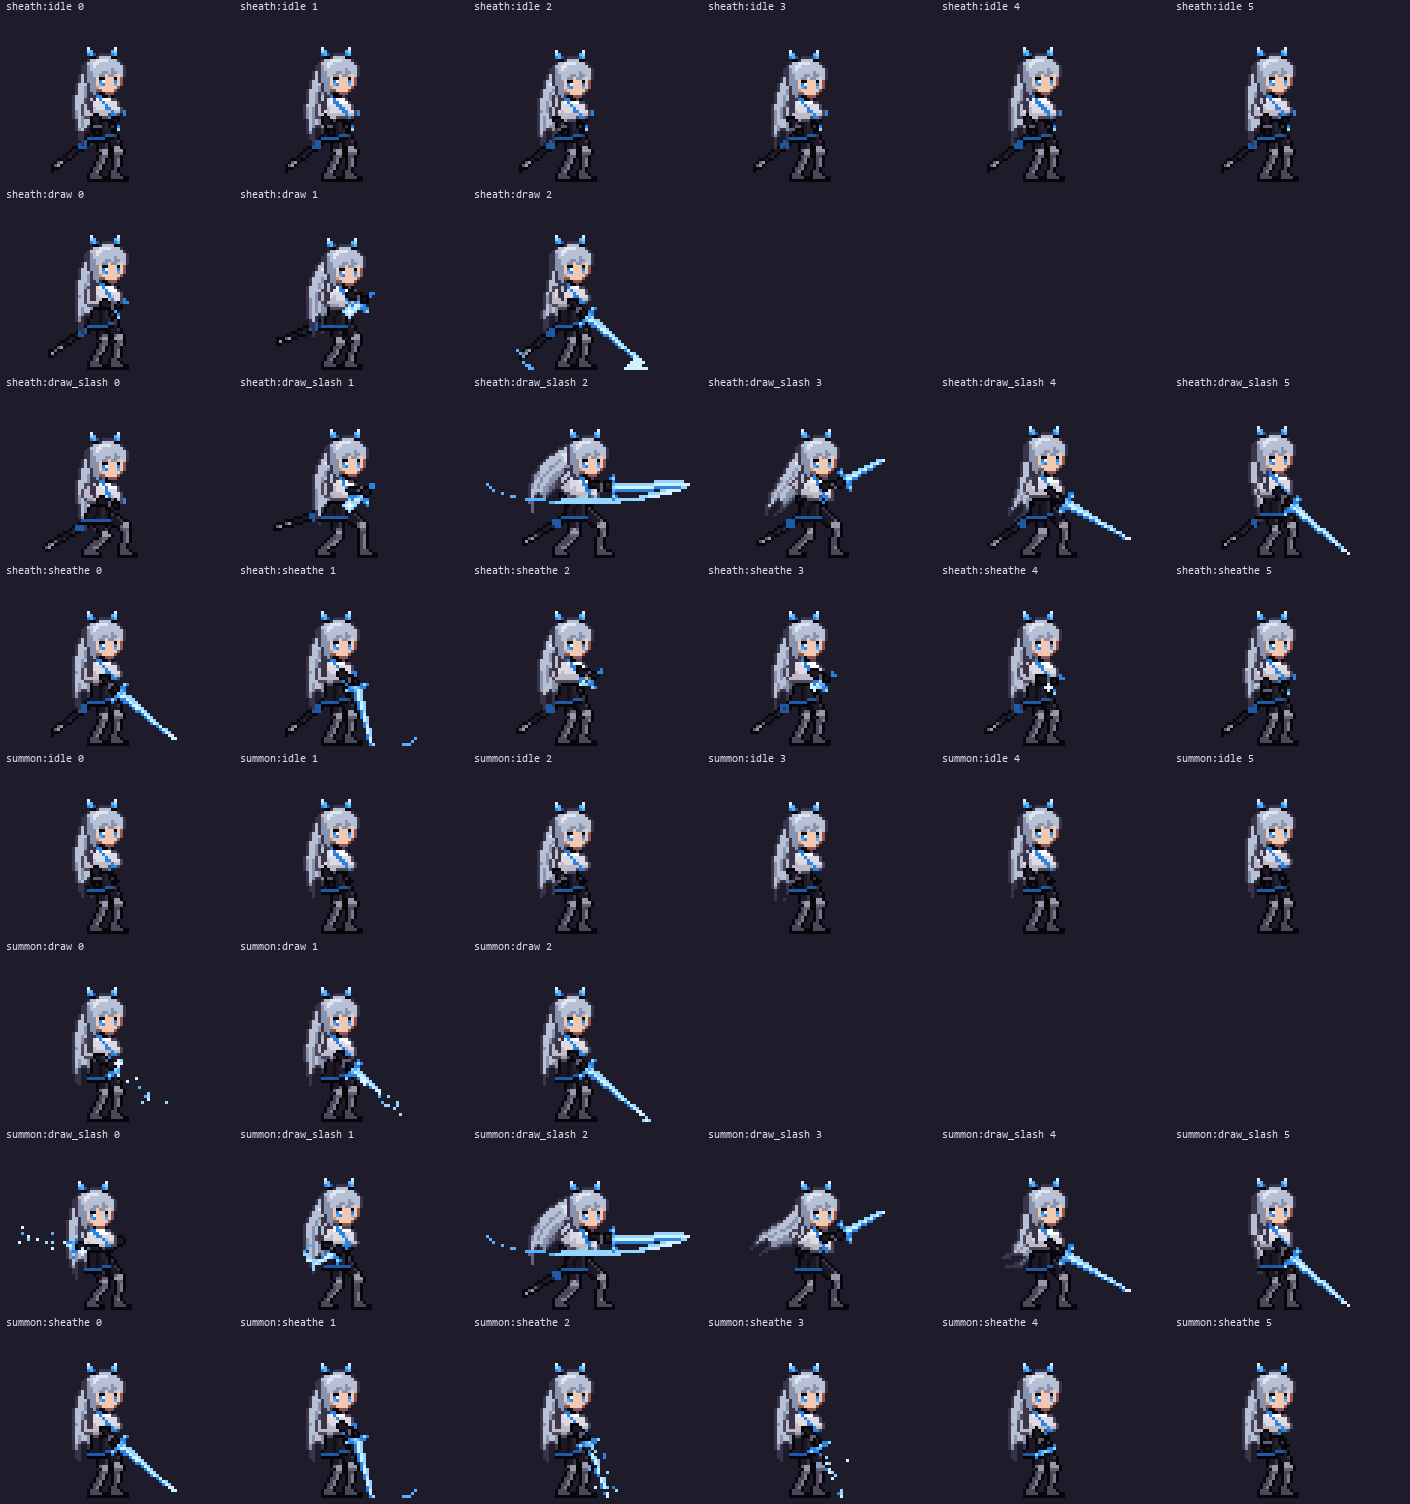 sheath:idle 0 sheath:idle 1 sheath:idle 2 sheath:idle 3 sheath:idle 4 sheath:idle 5
sheath:draw 0 sheath:draw 1 sheath:draw 2
sheath:draw_slash 0 sheath:draw_slash 1 sheath:draw_slash 2 sheath:draw_slash 3 sheath:draw_slash 4 sheath:draw_slash 5
sheath:sheathe 0 sheath:sheathe 1 sheath:sheathe 2 sheath:sheathe 3 sheath:sheathe 4 sheath:sheathe 5
summon:idle 0 summon:idle 1 summon:idle 2 summon:idle 3 summon:idle 4 summon:idle 5
summon:draw 0 summon:draw 1 summon:draw 2
summon:draw_slash 0 summon:draw_slash 1 summon:draw_slash 2 summon:draw_slash 3 summon:draw_slash 4 summon:draw_slash 5
summon:sheathe 0 summon:sheathe 1 summon:sheathe 2 summon:sheathe 3 summon:sheathe 4 summon:sheathe 5